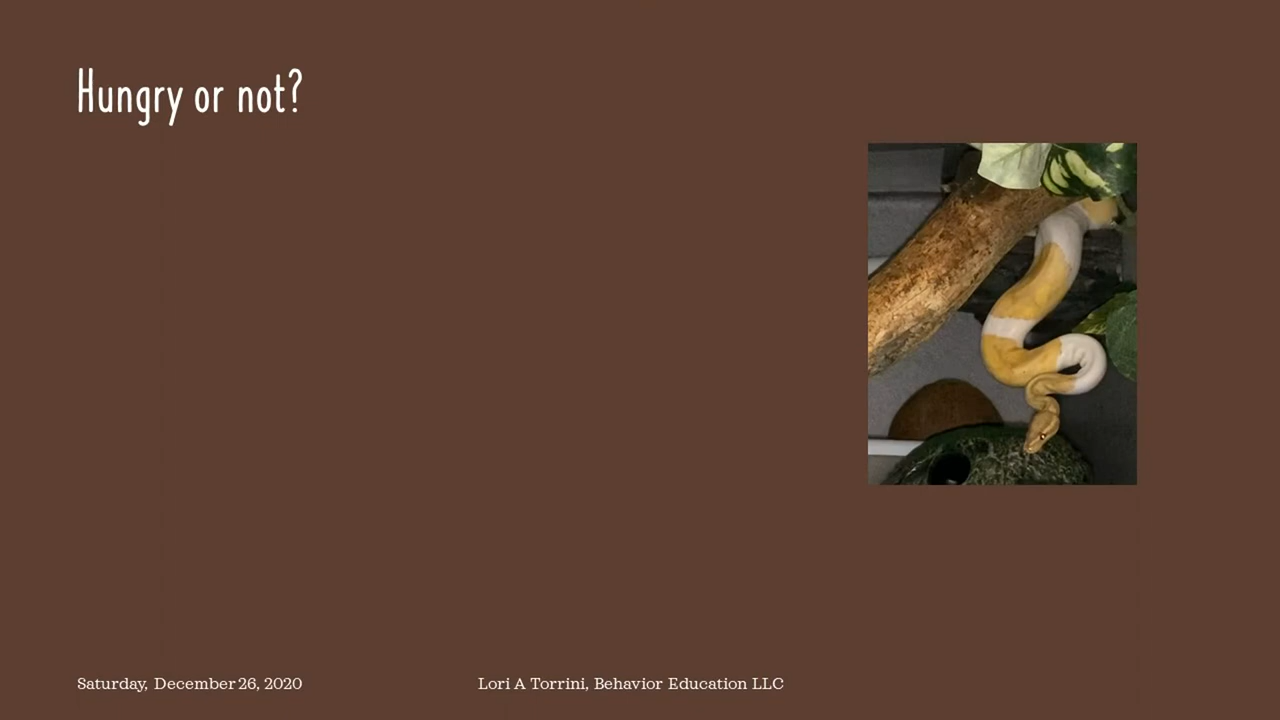 Hungry or not?
Saturday, December 26, 2020
Lori A Torrini, Behavior Education LLC